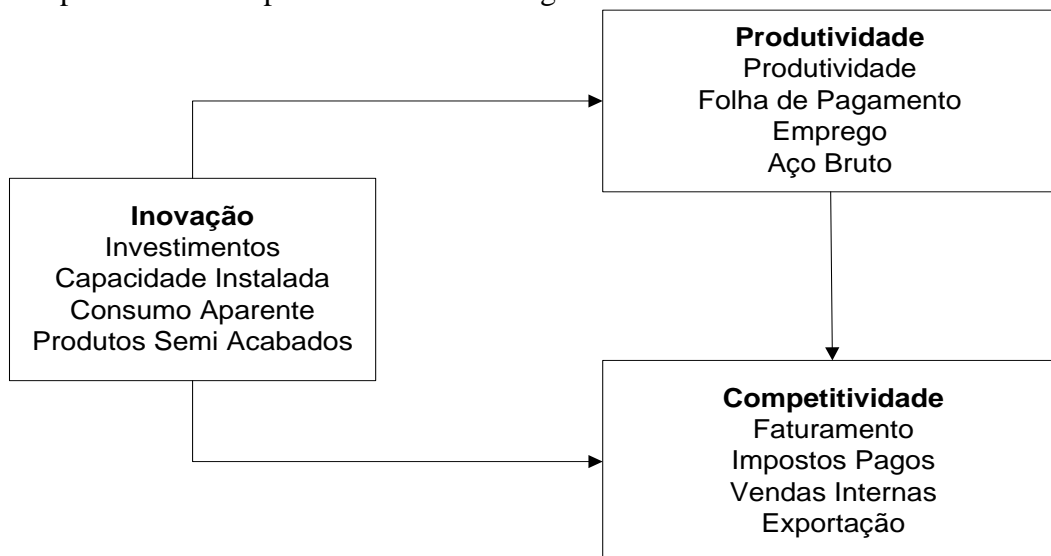 Produtividade
Produtividade
Folha de Pagamento
Emprego
Aço Bruto
Inovação
Investimentos
Capacidade Instalada
Consumo Aparente
Produtos Semi Acabados
Competitividade
Faturamento
Impostos Pagos
Vendas Internas
Exportação